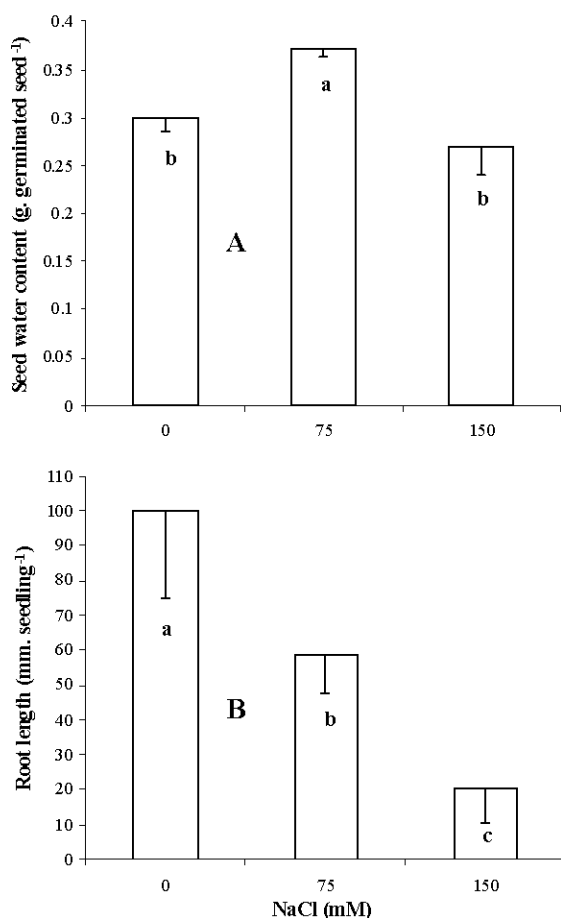 Seed water content (g. germinated seed⁻¹)
0.4
0.35
0.3
0.25
0.2
0.15
0.1
0.05
0
b
a
b
A
0
75
150
Root length (mm. seedling⁻¹)
110
100
90
80
70
60
50
40
30
20
10
0
a
b
c
B
0
75
150
NaCl (mM)